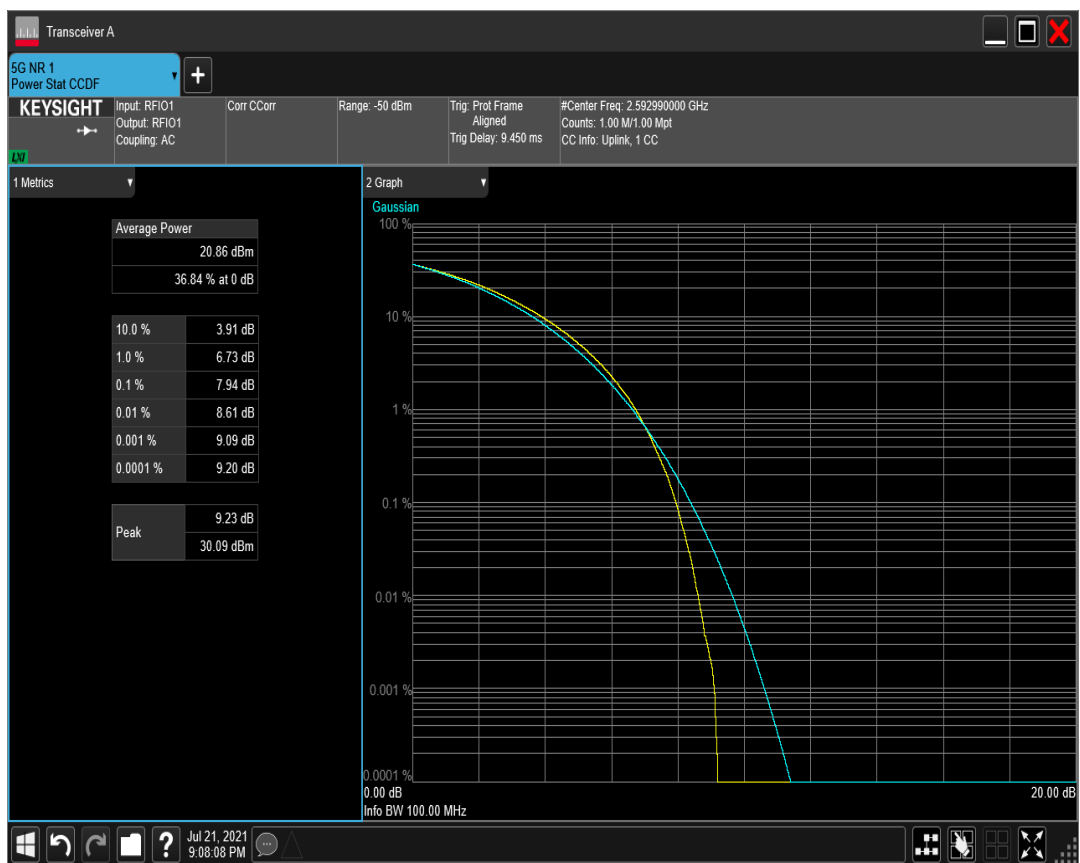 Transceiver A
5G NR 1
Power Stat CCDF
+
KEYSIGHT
LXI
Input: RFIO1
Output: RFIO1
Coupling: AC
Corr CCorr
Range: -50 dBm
Trig: Prot Frame
Aligned
Trig Delay: 9.450 ms
#Center Freq: 2.592990000 GHz
Counts: 1.00 M/1.00 Mpt
CC Info: Uplink, 1 CC
1 Metrics
Average Power
20.86 dBm
36.84 % at 0 dB
10.0 % 3.91 dB
1.0 % 6.73 dB
0.1 % 7.94 dB
0.01 % 8.61 dB
0.001 % 9.09 dB
0.0001 % 9.20 dB
Peak
9.23 dB
30.09 dBm
2 Graph
Gaussian
100 %
10 %
1 %
0.1 %
0.01 %
0.001 %
0.0001 %
0.00 dB 20.00 dB
Info BW 100.00 MHz
?
Jul 21, 2021
9:08:08 PM